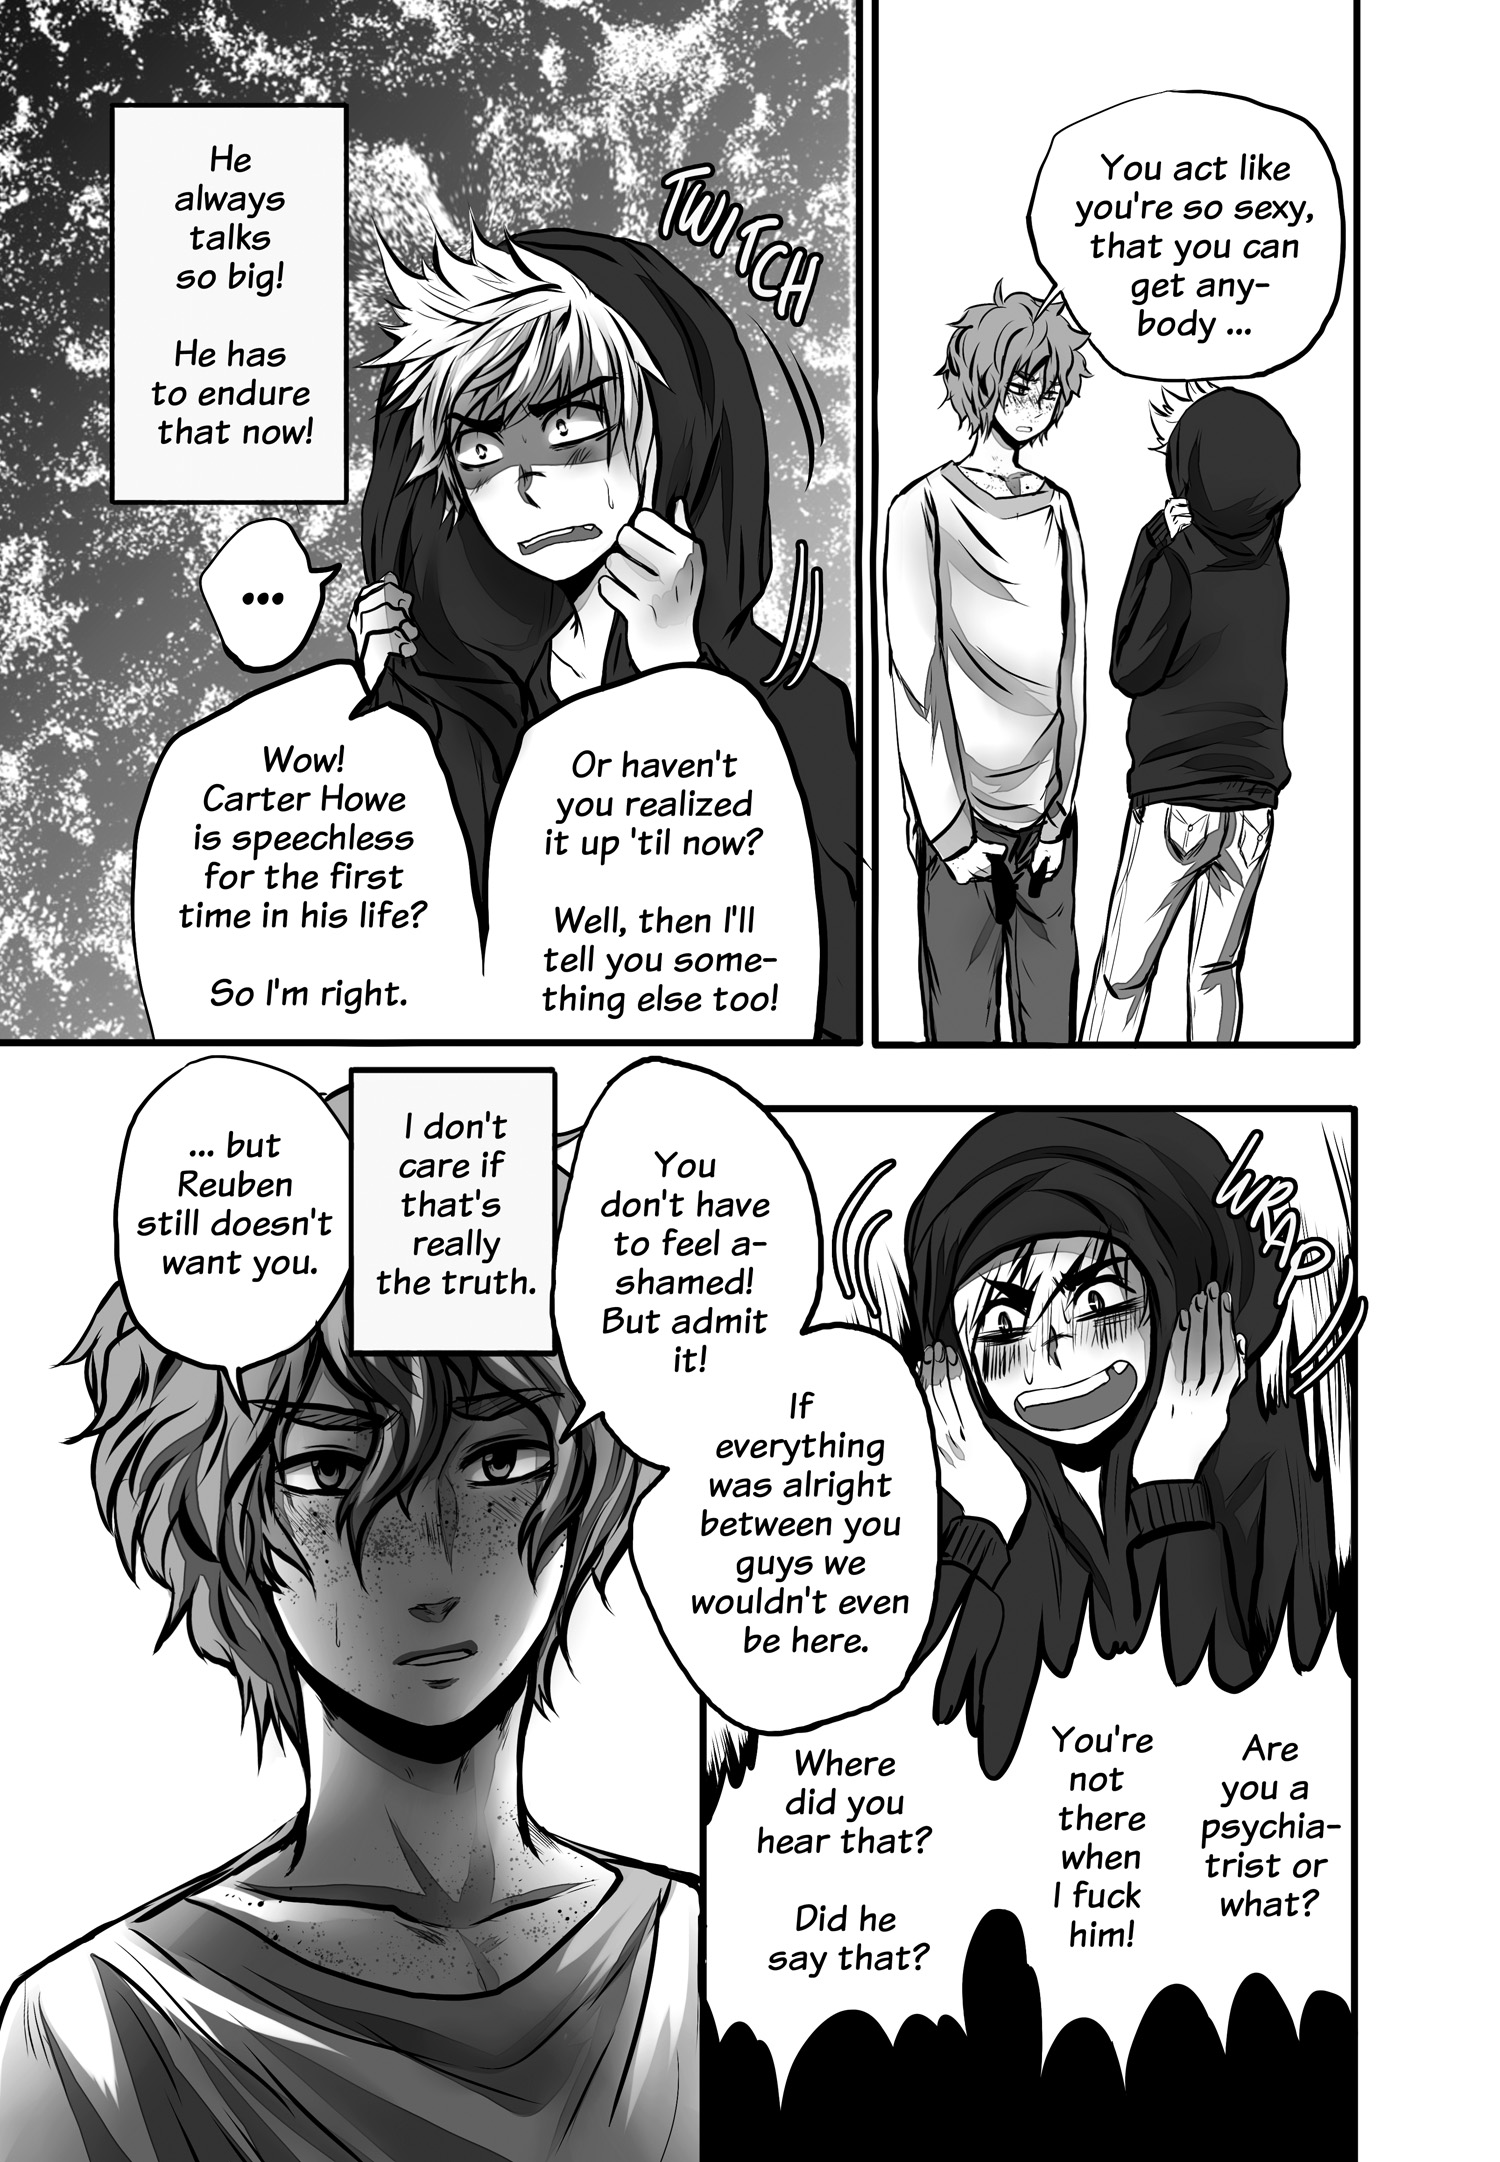 He
always
talks
so big!
He has
to endure
that now!
TWITCH
...
Wow!
Carter Howe
is speechless
for the first
time in his life?
So I'm right.
Or haven't
you realized
it up 'til now?
Well, then I'll
tell you some-
thing else too!
You act like
you're so sexy,
that you can
get any-
body ...
... but
Reuben
still doesn't
want you.
I don't
care if
that's
really
the truth.
You
don't have
to feel a-
shamed!
But admit
it!
If
everything
was alright
between you
guys we
wouldn't even
be here.
WRAP
Where
did you
hear that?
Did he
say that?
You're
not
there
when
I fuck
him!
Are
you a
psychia-
trist or
what?